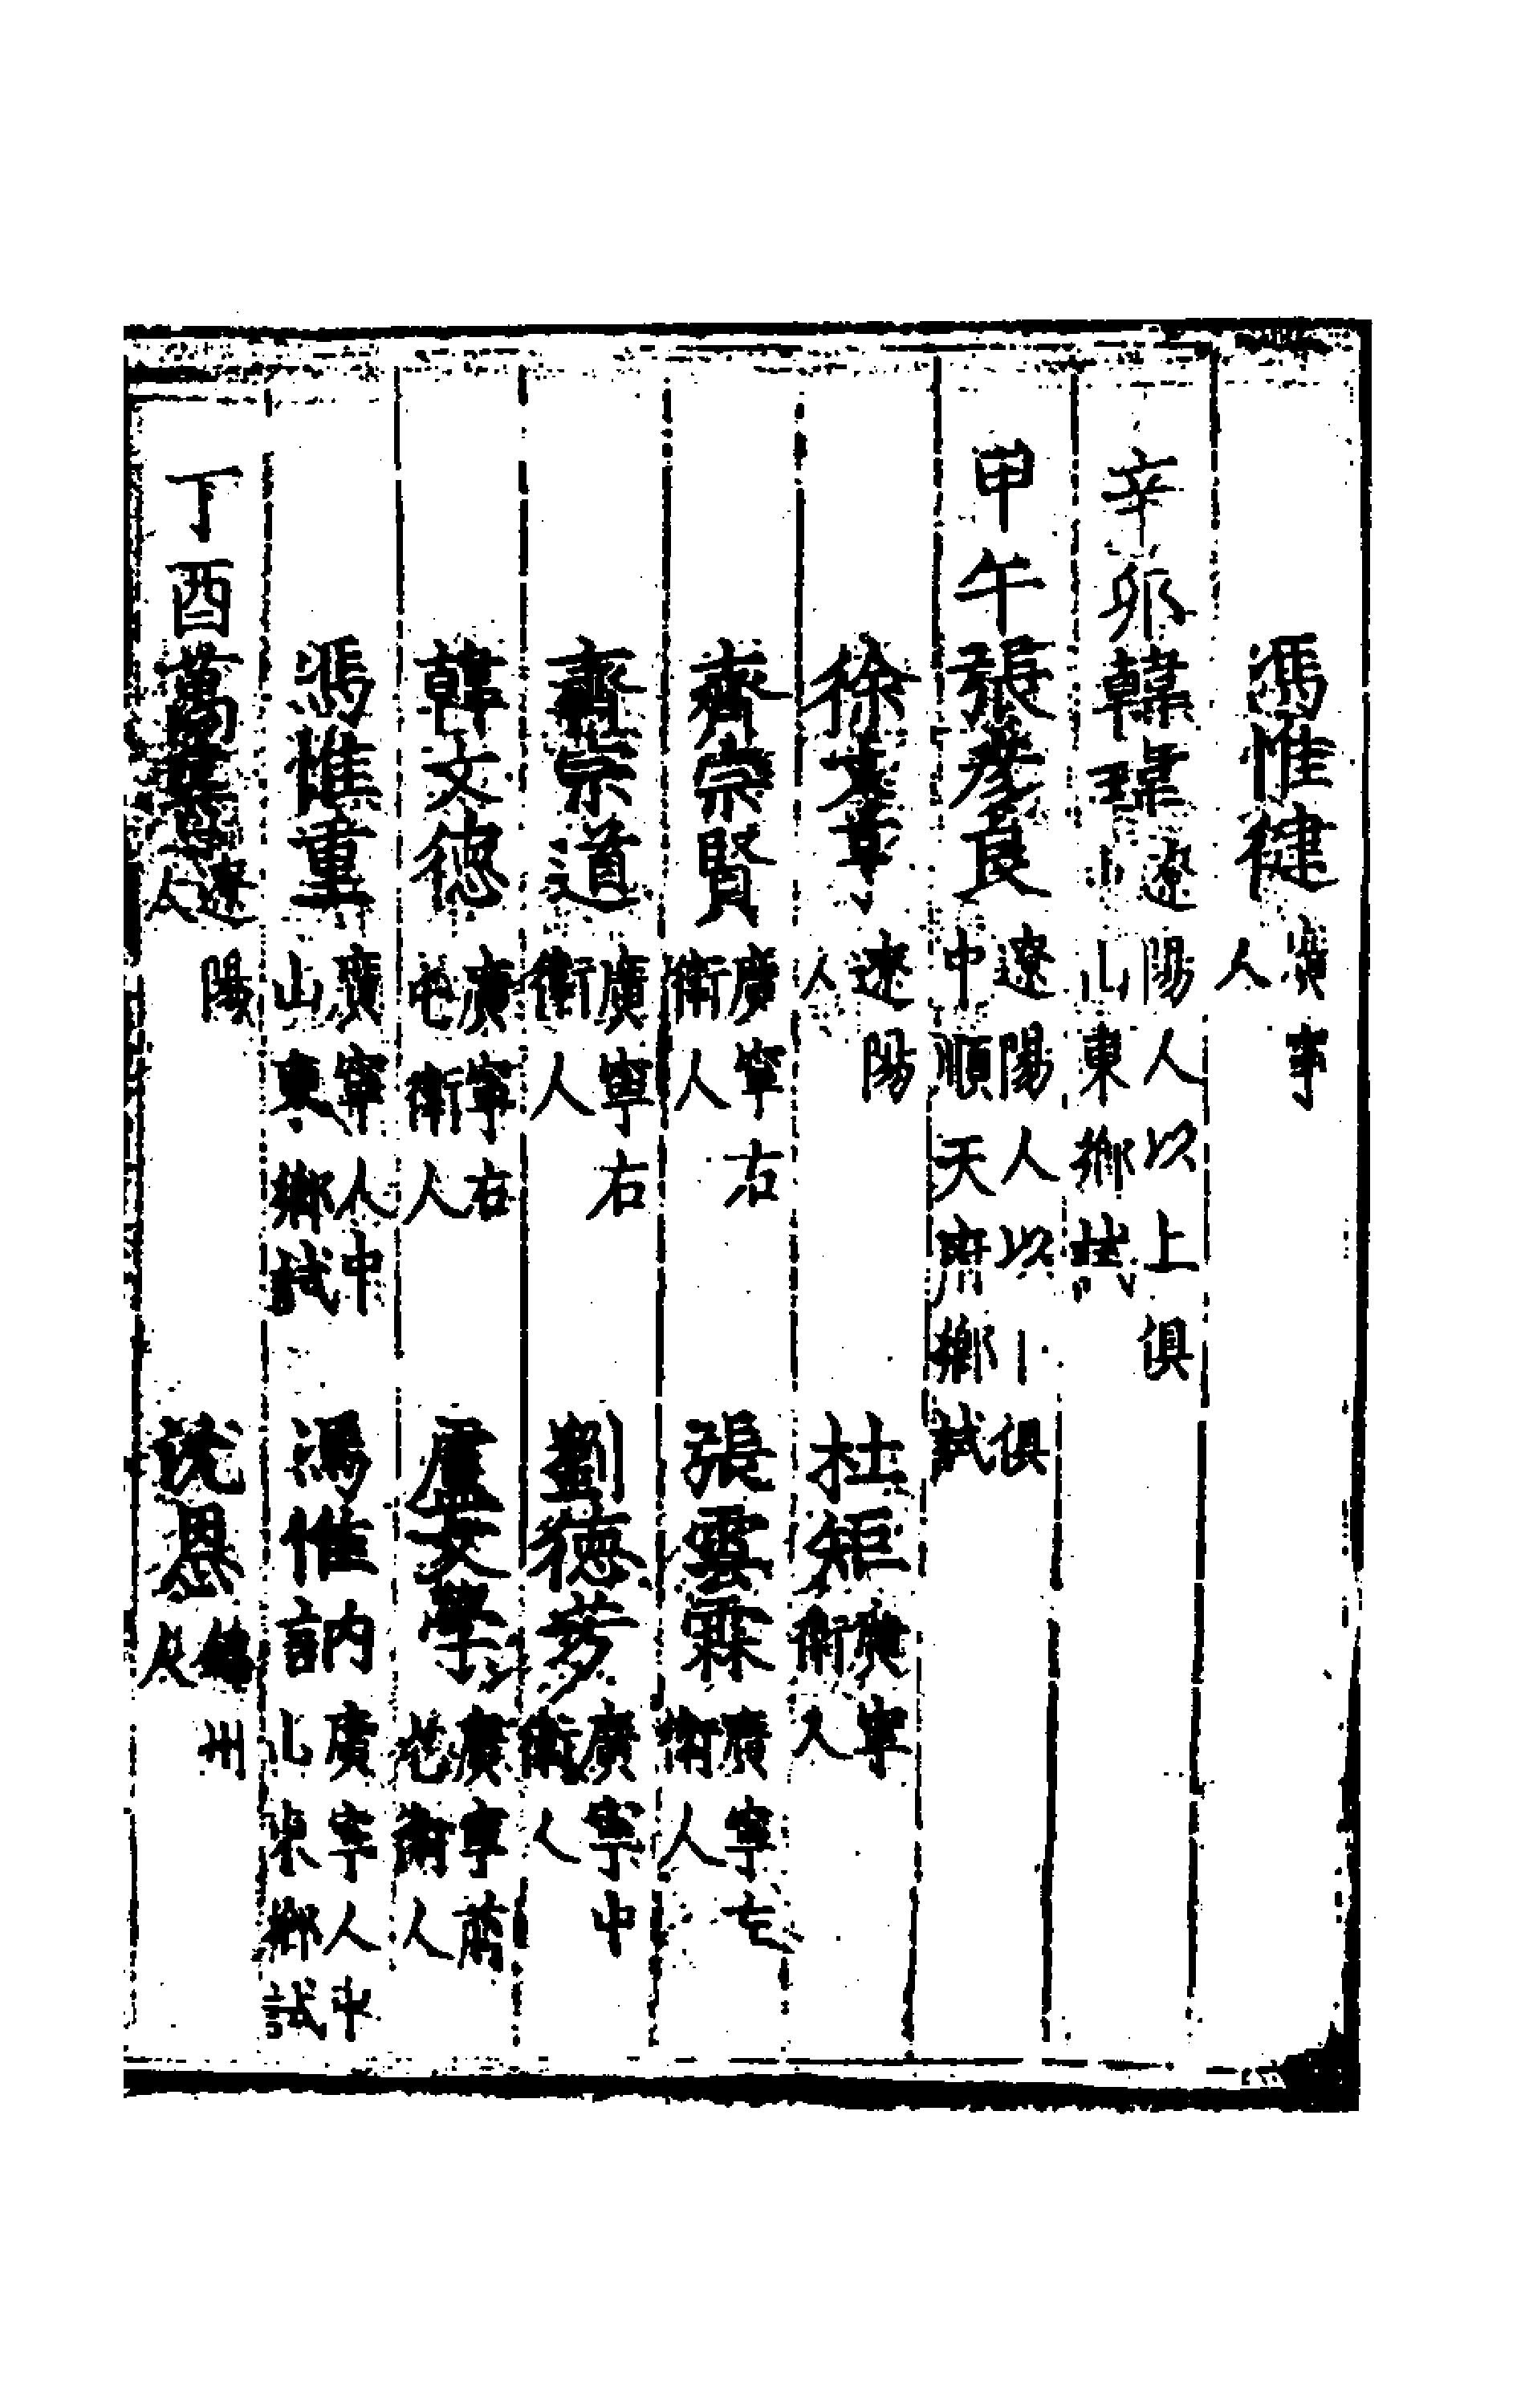 馮惟健廣寧人
辛卯韓瑋遼陽人以上俱山東鄉試
甲午張彥良遼陽人以上俱中順天府鄉試
徐文章遼陽人 杜矩廣寧衛人
齊宗賢廣寧右衛人 張雲霖廣寧左衛人
齊宗道廣寧右衛人 劉德芳廣寧中衛人
韓文德廣寧右屯衛人 盧文學廣寧前屯衛人
馮惟重廣寧人中山東鄉試 馮惟訥廣寧人中山東鄉試
丁酉萬 遼陽人 沈恩錦州人